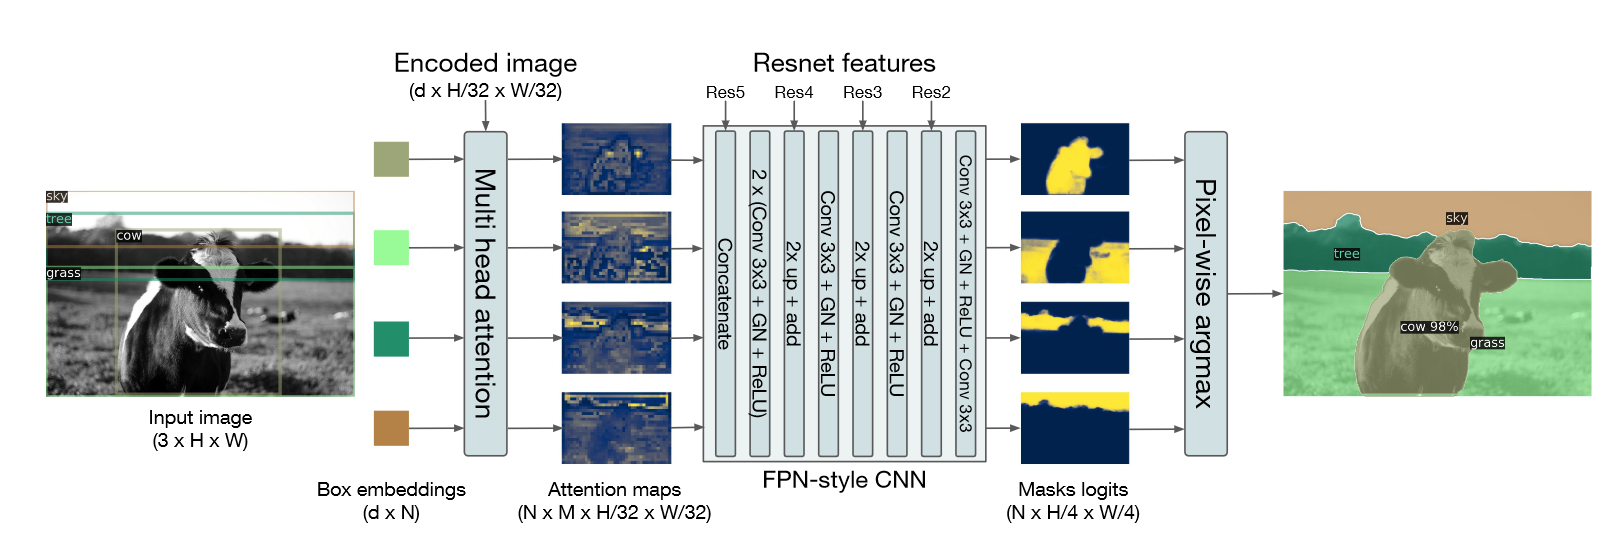 Encoded image
(d x H/32 x W/32)
Resnet features
Res5
Res4
Res3
Res2
sky
tree
cow
grass
Input image
(3 x H x W)
Box embeddings
(d x N)
Multi head attention
Attention maps
(N x M x H/32 x W/32)
Concatenate
2 x (Conv 3x3 + GN + ReLU)
2x up + add
Conv 3x3 + GN + ReLU
2x up + add
Conv 3x3 + GN + ReLU
2x up + add
Conv 3x3 + GN + ReLU + Conv 3x3
FPN-style CNN
Masks logits
(N x H/4 x W/4)
Pixel-wise argmax
sky
tree
cow 98%
grass